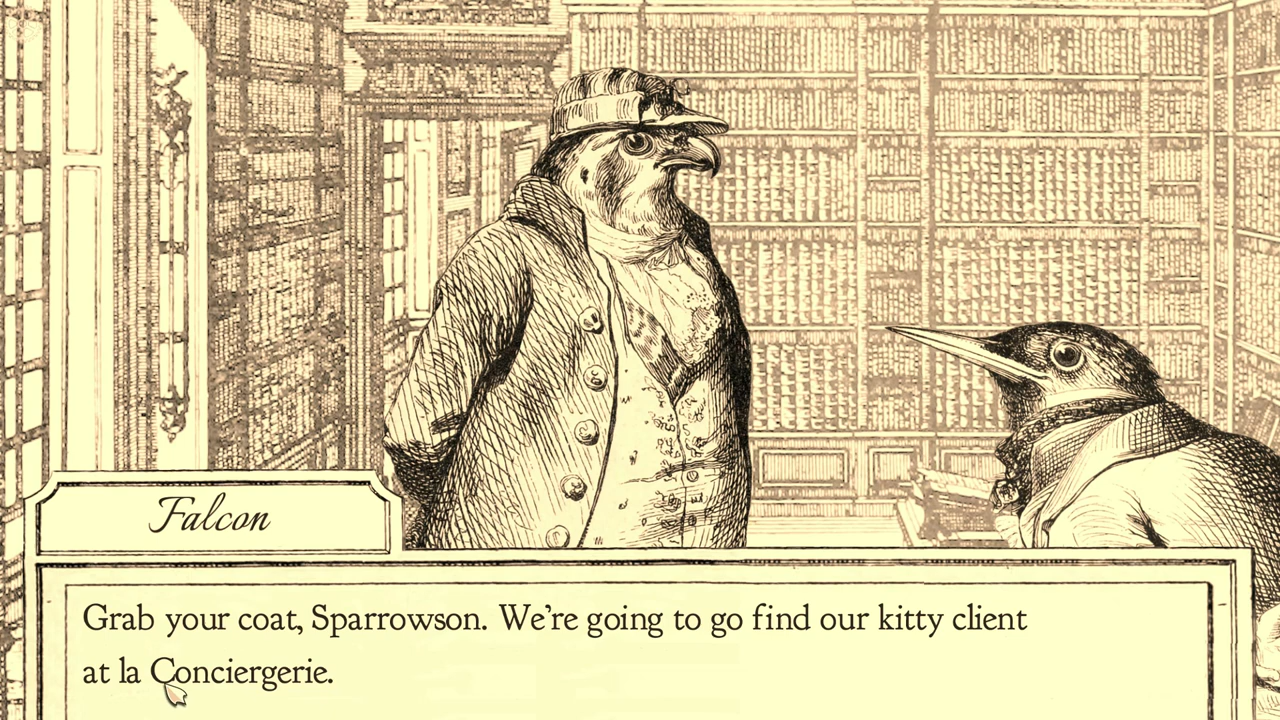 Falcon
Grab your coat, Sparrowson. We're going to go find our kitty client
at la Conciergerie.